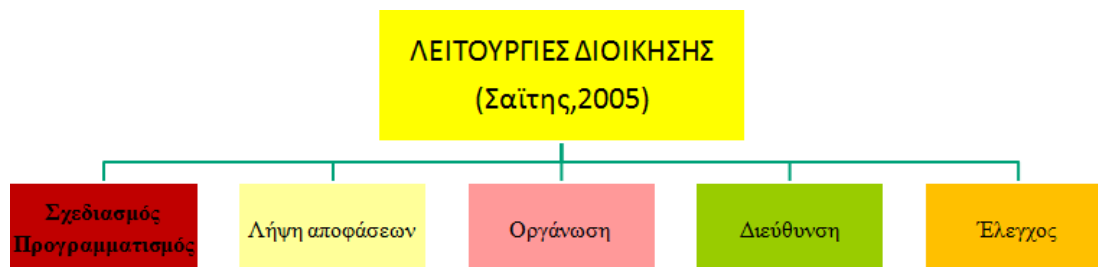 ΛΕΙΤΟΥΡΓΙΕΣ ΔΙΟΙΚΗΣΗΣ
(Σαΐτης,2005)
Σχεδιασμός
Προγραμματισμός
Λήψη αποφάσεων
Οργάνωση
Διεύθυνση
Έλεγχος